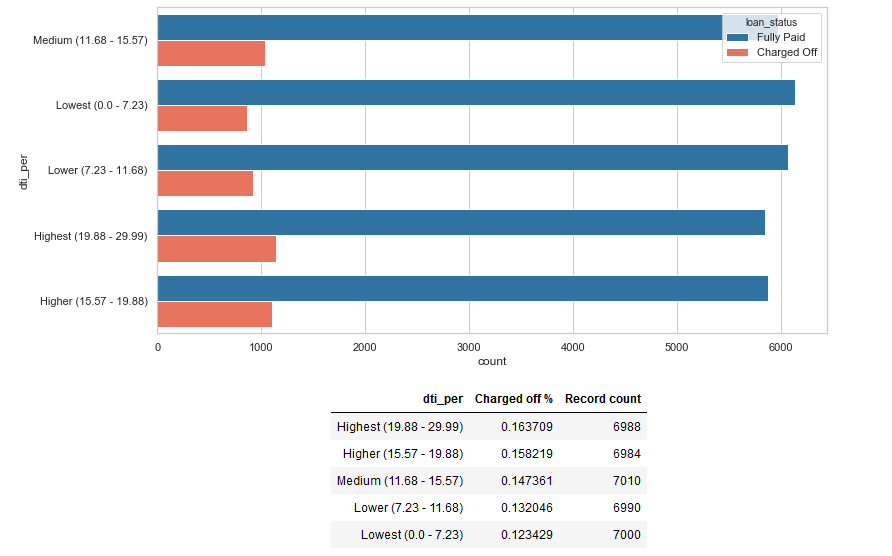 loan_status
Fully Paid
Charged Off
Medium (11.68 - 15.57)
Lowest (0.0 - 7.23)
Lower (7.23 - 11.68)
Highest (19.88 - 29.99)
Higher (15.57 - 19.88)
dti_per
0 1000 2000 3000 4000 5000 6000
count
dti_per Charged off % Record count
Highest (19.88 - 29.99) 0.163709 6988
Higher (15.57 - 19.88) 0.158219 6984
Medium (11.68 - 15.57) 0.147361 7010
Lower (7.23 - 11.68) 0.132046 6990
Lowest (0.0 - 7.23) 0.123429 7000